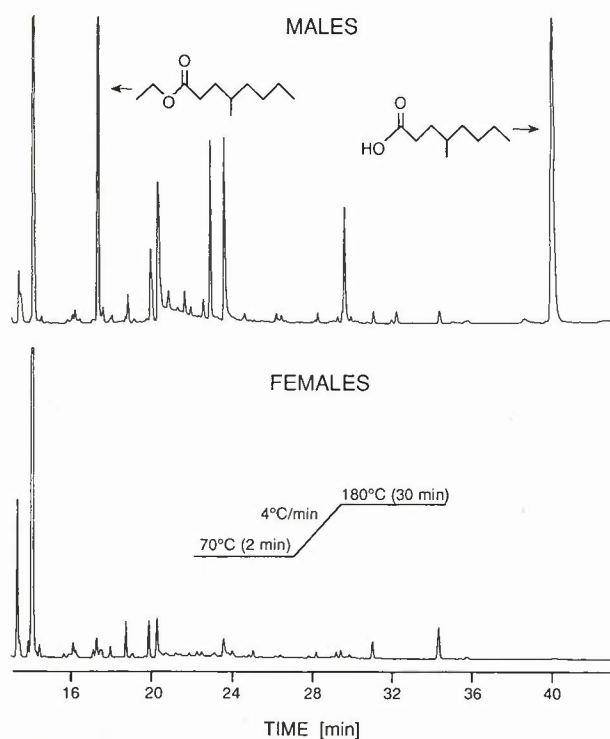 MALES
O
O
O
HO
FEMALES
180°C (30 min)
4°C/min
70°C (2 min)
16 20 24 28 32 36 40
TIME [min]